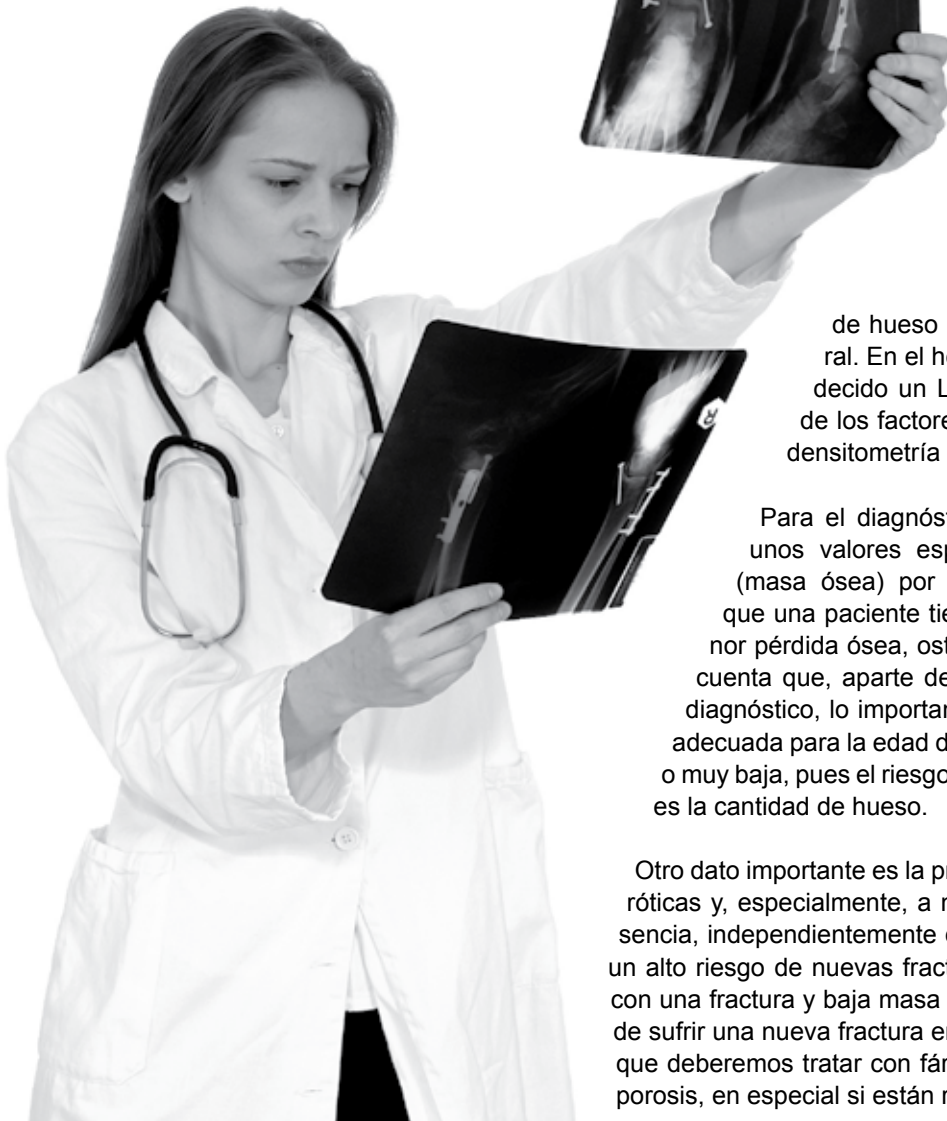 de hueso
ral. En el
decido un
de los factore
densitometría
Para el diagnós
unos valores esp
(masa ósea) por
que una paciente tie
nor pérdida ósea, ost
cuenta que, aparte de
diagnóstico, lo importa
adecuada para la edad d
o muy baja, pues el riesgo
es la cantidad de hueso.
Otro dato importante es la p
róticas y, especialmente, a
sencia, independientemente
un alto riesgo de nuevas frac
con una fractura y baja masa
de sufrir una nueva fractura e
que deberemos tratar con fár
porosis, en especial si están
R